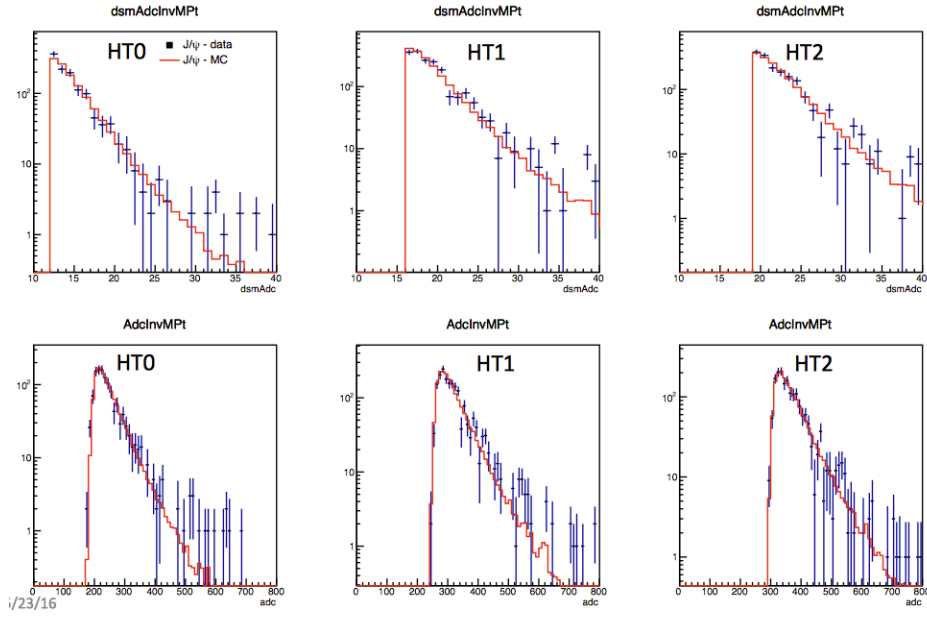 dsmAdcInvMPt dsmAdcInvMPt dsmAdcInvMPt
HT0 HT1 HT2
J/ψ - data
J/ψ - MC
10² 10² 10²
10 10 10
1 1 1
10 15 20 25 30 35 40 10 15 20 25 30 35 40 10 15 20 25 30 35 40
dsmAdc dsmAdc dsmAdc
AdcInvMPt AdcInvMPt AdcInvMPt
HT0 HT1 HT2
10² 10² 10²
10 10 10
1 1 1
0 100 200 300 400 500 600 700 800 0 100 200 300 400 500 600 700 800 0 100 200 300 400 500 600 700 800
adc adc adc
/23/16